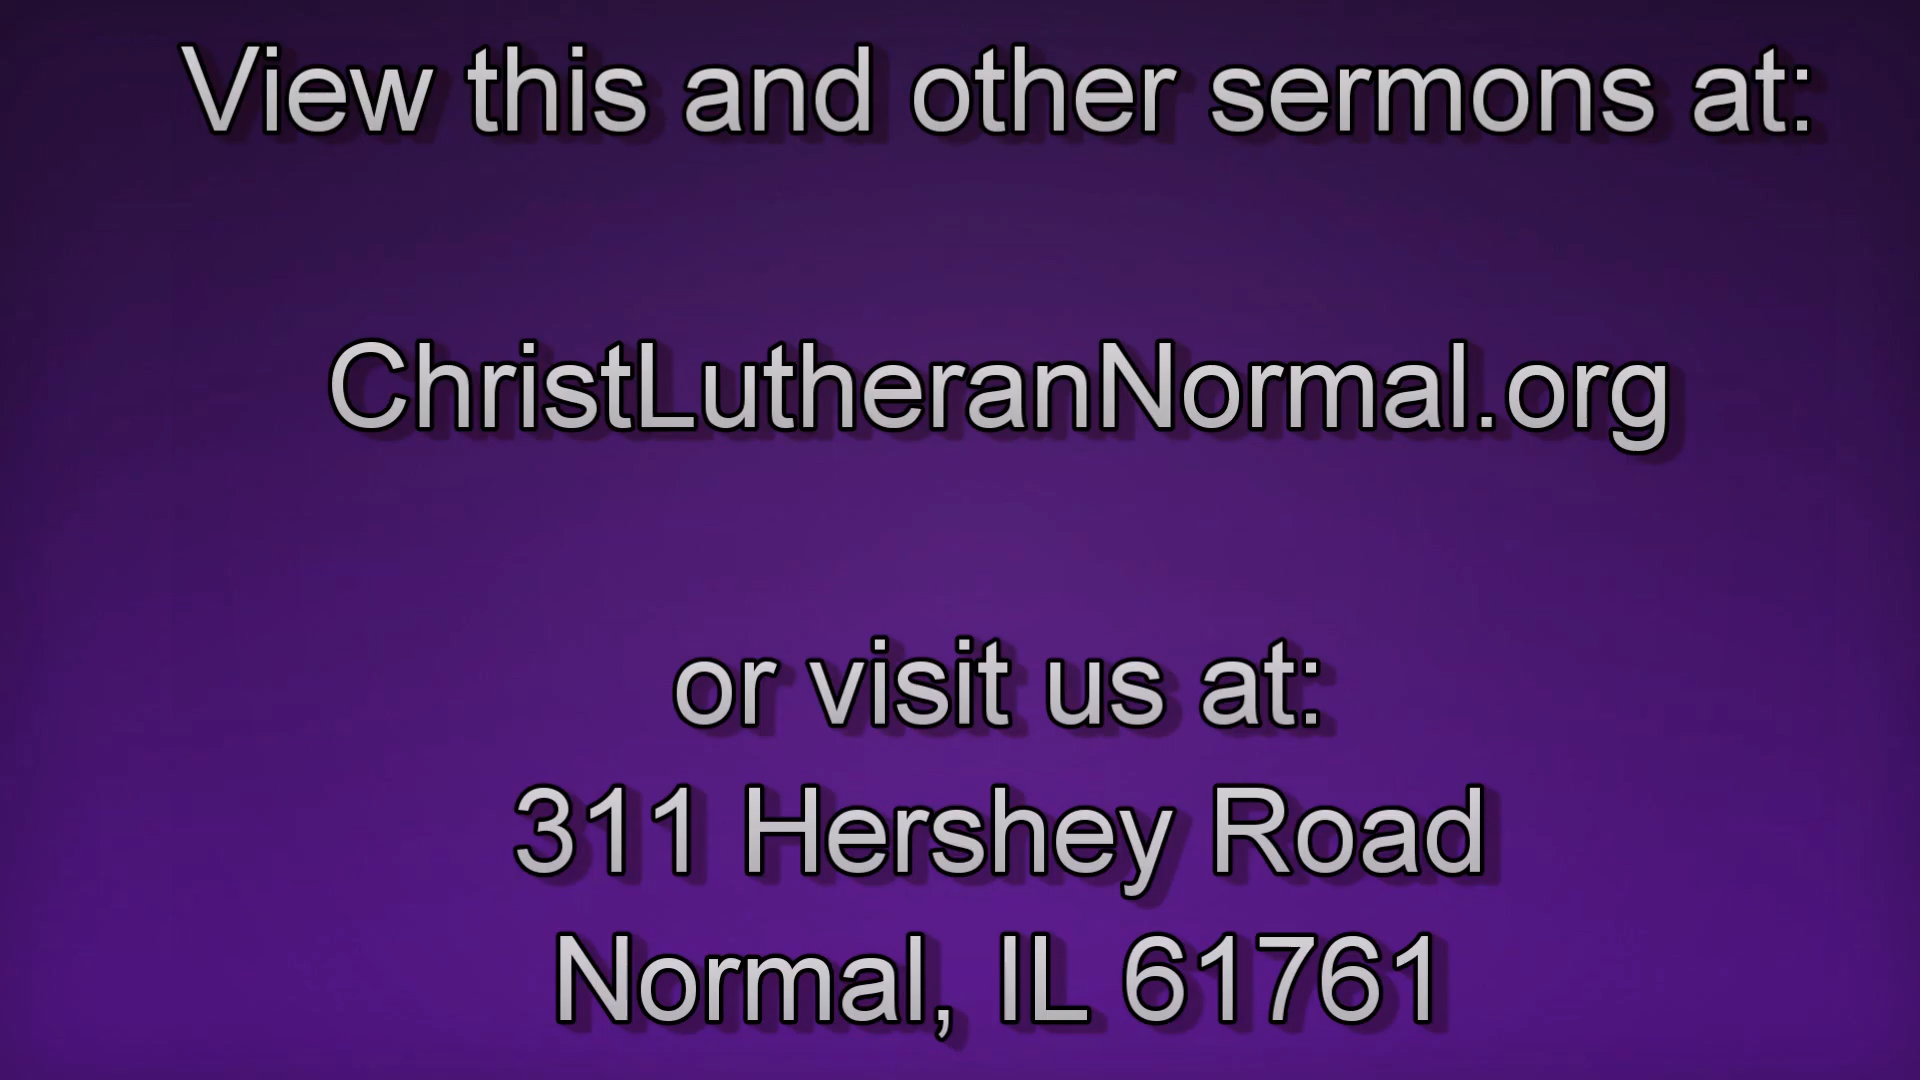 View this and other sermons at:
ChristLutheranNormal.org
or visit us at:
311 Hershey Road
Normal, IL 61761